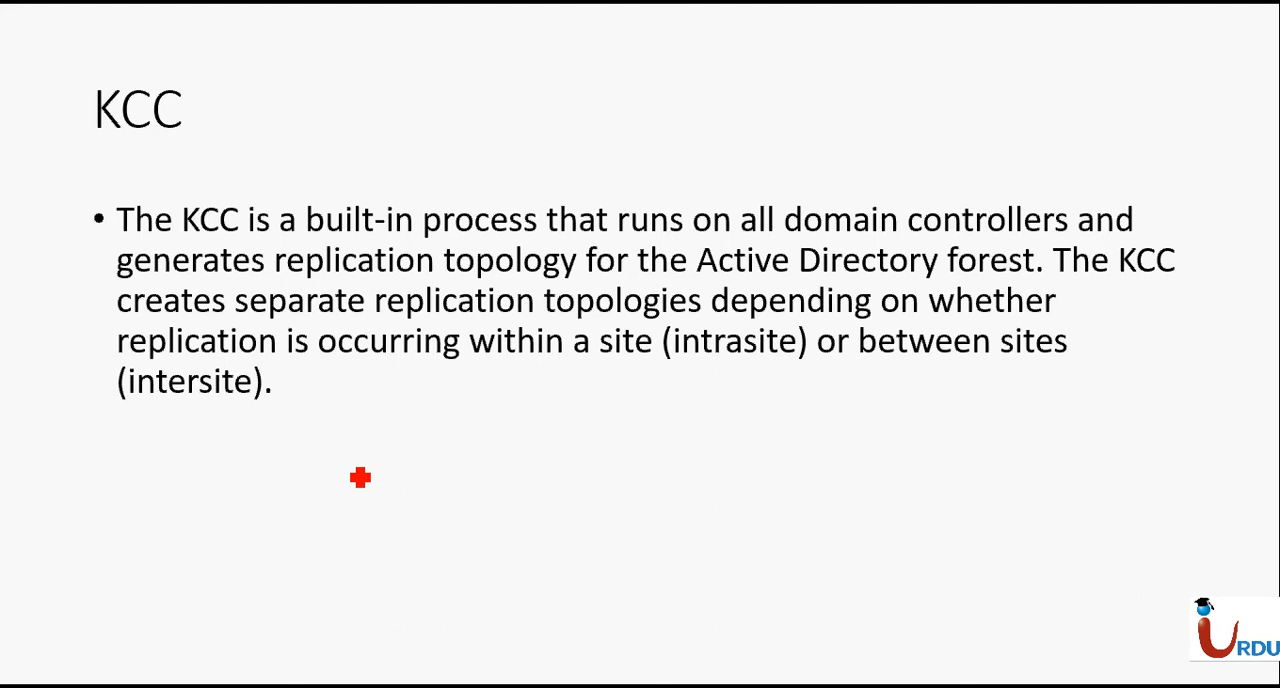 KCC
• The KCC is a built-in process that runs on all domain controllers and
generates replication topology for the Active Directory forest. The KCC
creates separate replication topologies depending on whether
replication is occurring within a site (intrasite) or between sites
(intersite).
URDU